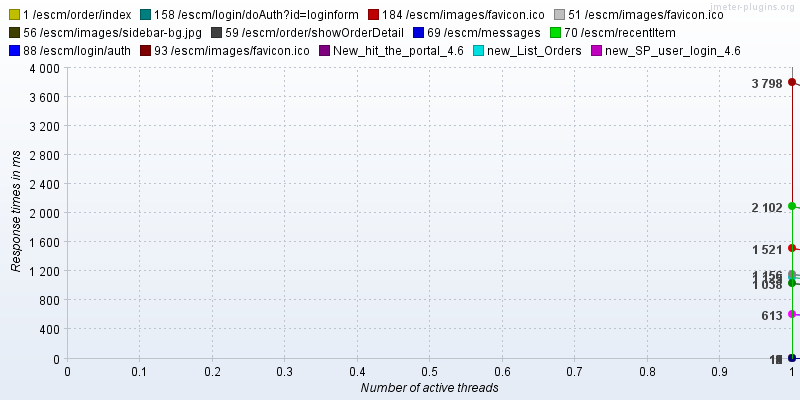 jmeter-plugins.org
1 /escm/order/index 158 /escm/login/doAuth?id=loginform 184 /escm/images/favicon.ico 51 /escm/images/favicon.ico
56 /escm/images/sidebar-bg.jpg 59 /escm/order/showOrderDetail 69 /escm/messages 70 /escm/recentItem
88 /escm/login/auth 93 /escm/images/favicon.ico New_hit_the_portal_4.6 new_List_Orders new_SP_user_login_4.6
4 000
3 798
3 600
3 200
2 800
2 400
2 102
2 000
1 600
1 521
1 200
1 156
1 038
800
613
400
0
Response times in ms
0 0.1 0.2 0.3 0.4 0.5 0.6 0.7 0.8 0.9 1
Number of active threads